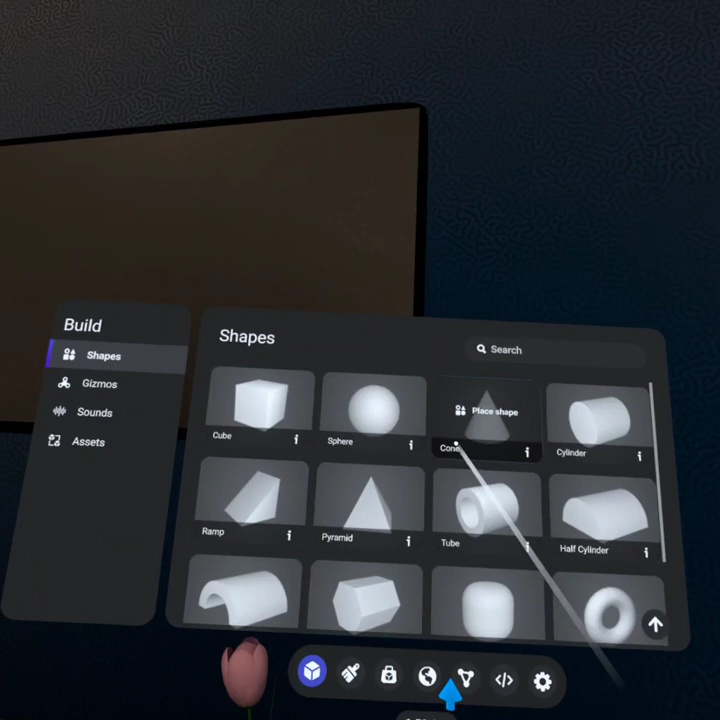 Build
Shapes
Gizmos
Sounds
Assets
Shapes
Search
Cube
Sphere
Place shape
Cone
Cylinder
Ramp
Pyramid
Tube
Half Cylinder